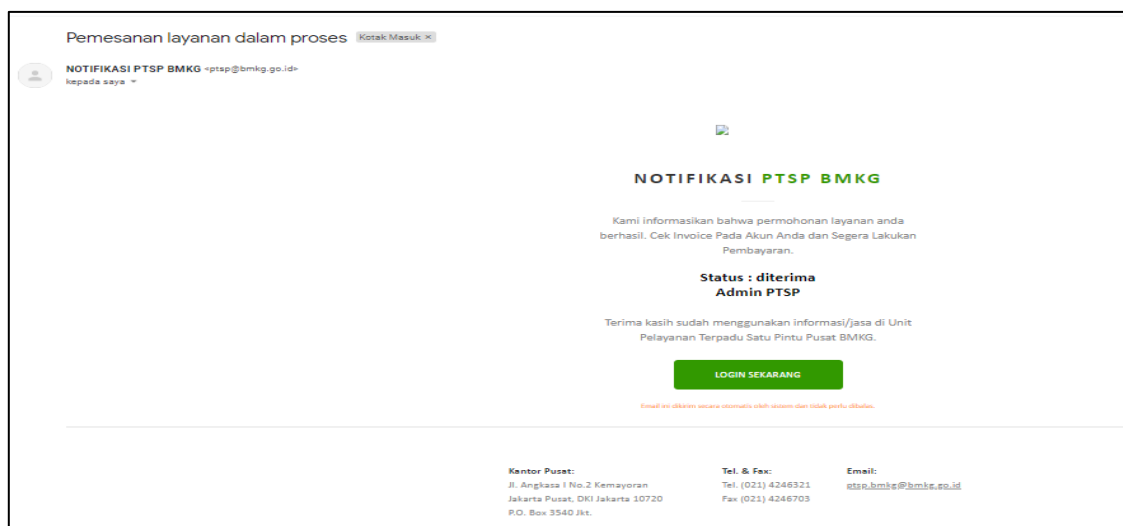 Pemesanan layanan dalam proses Kotak Masuk ×
NOTIFIKASI PTSP BMKG <ptsp@bmkg.go.id>
kepada saya
NOTIFIKASI PTSP BMKG
Kami informasikan bahwa permohonan layanan anda
berhasil. Cek Invoice Pada Akun Anda dan Segera Lakukan
Pembayaran.
Status : diterima
Admin PTSP
Terima kasih sudah menggunakan informasi/jasa di Unit
Pelayanan Terpadu Satu Pintu Pusat BMKG.
LOGIN SEKARANG
Email ini dikirim secara otomatis oleh sistem dan tidak perlu dibalas.
Kantor Pusat:
Jl. Angkasa I No.2 Kemayoran
Jakarta Pusat, DKI Jakarta 10720
P.O. Box 3540 Jkt.
Tel. & Fax:
Tel. (021) 4246321
Fax (021) 4246703
Email:
ptsp.bmkg@bmkg.go.id